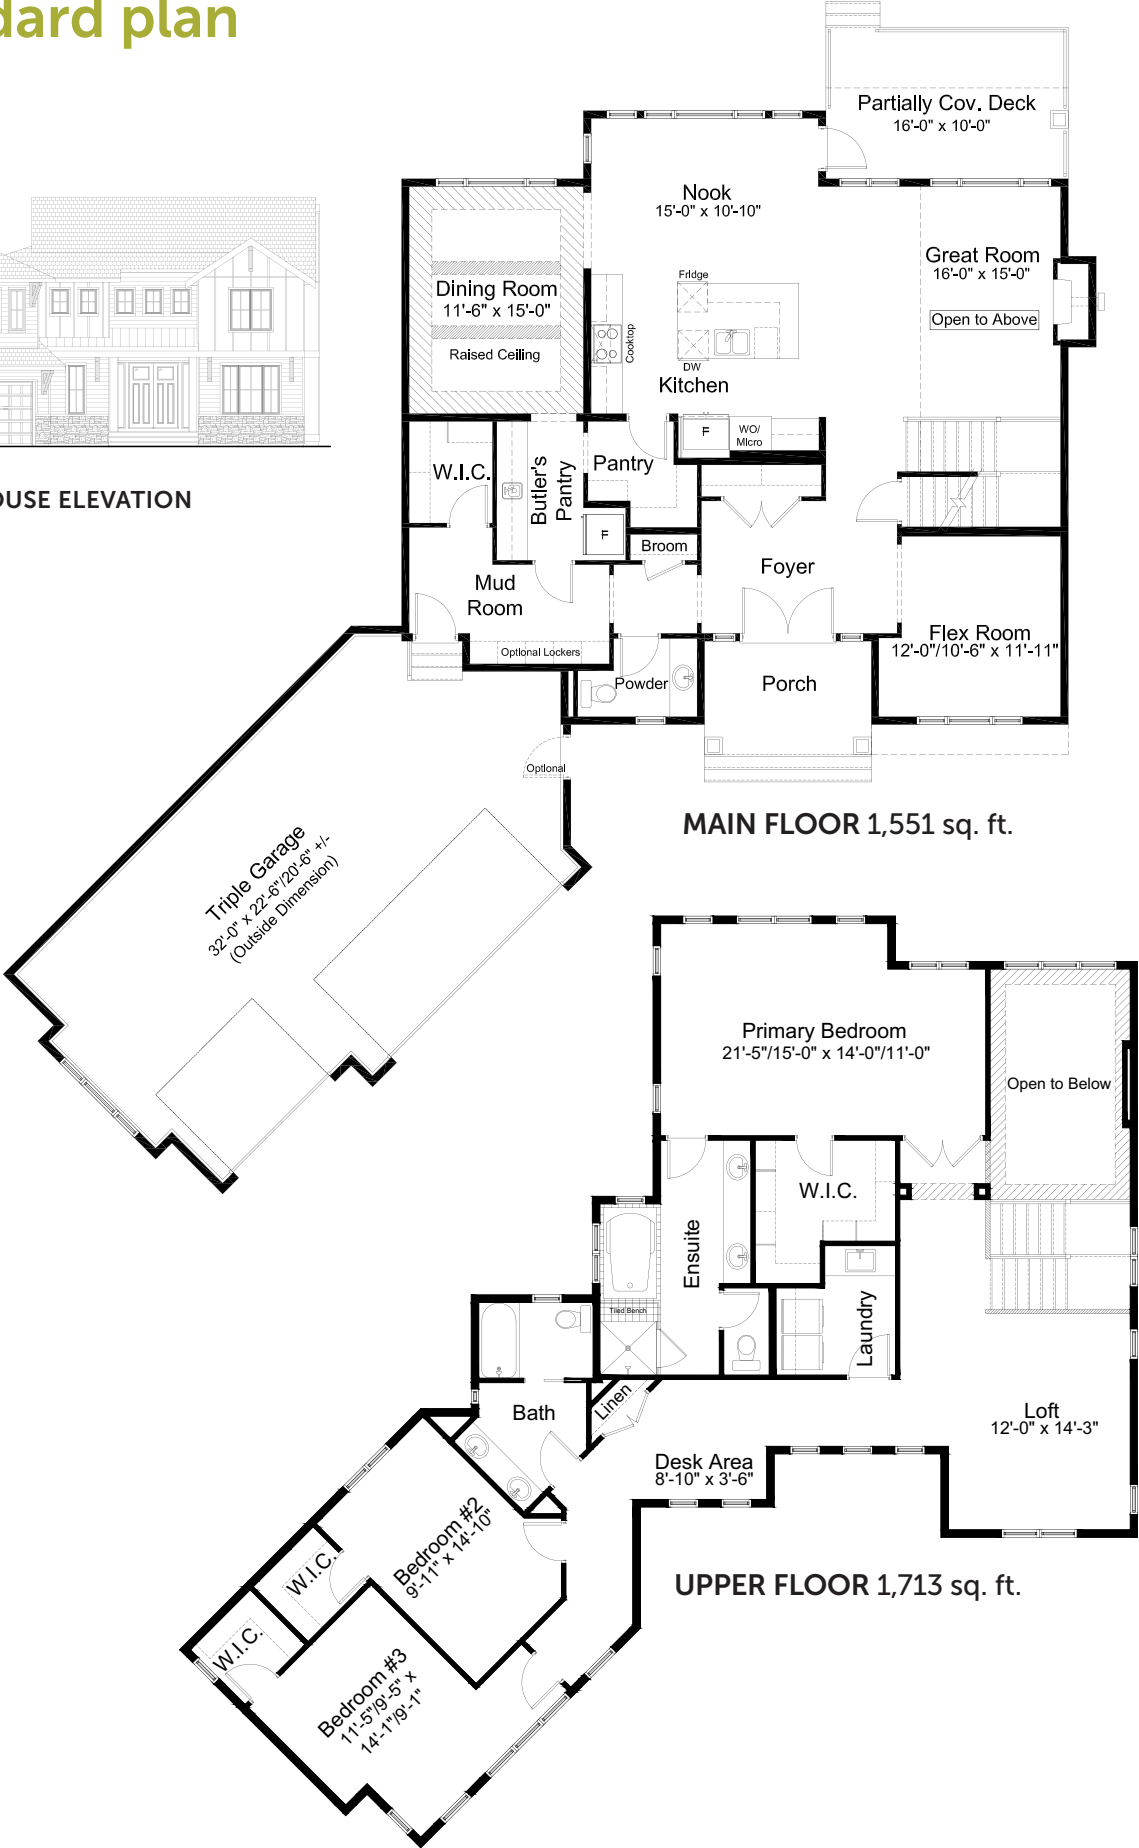 dard plan
Partially Cov. Deck
16'-0" x 10'-0"
Nook
15'-0" x 10'-10"
Great Room
16'-0" x 15'-0"
Open to Above
Dining Room
11'-6" x 15'-0"
Raised Ceiling
Fridge
Cooktop
DW
Kitchen
F
WO/
Micro
W.I.C.
Butler's
Pantry
Pantry
F
Broom
Foyer
Mud
Room
Flex Room
12'-0"/10'-6" x 11'-11"
Optional Lockers
Powder
Porch
Optional
OUSE ELEVATION
MAIN FLOOR 1,551 sq. ft.
Triple Garage
32'-0" x 22'-6"/20'-6" +/-
(Outside Dimension)
Primary Bedroom
21'-5"/15'-0" x 14'-0"/11'-0"
Open to Below
W.I.C.
Ensuite
Tiled Bench
Laundry
Linen
Bath
Loft
12'-0" x 14'-3"
Desk Area
8'-10" x 3'-6"
Bedroom #2
9'-11" x 14'-10"
W.I.C.
W.I.C.
Bedroom #3
11'-5"/9'-5" x
14'-1"/9'-1"
UPPER FLOOR 1,713 sq. ft.